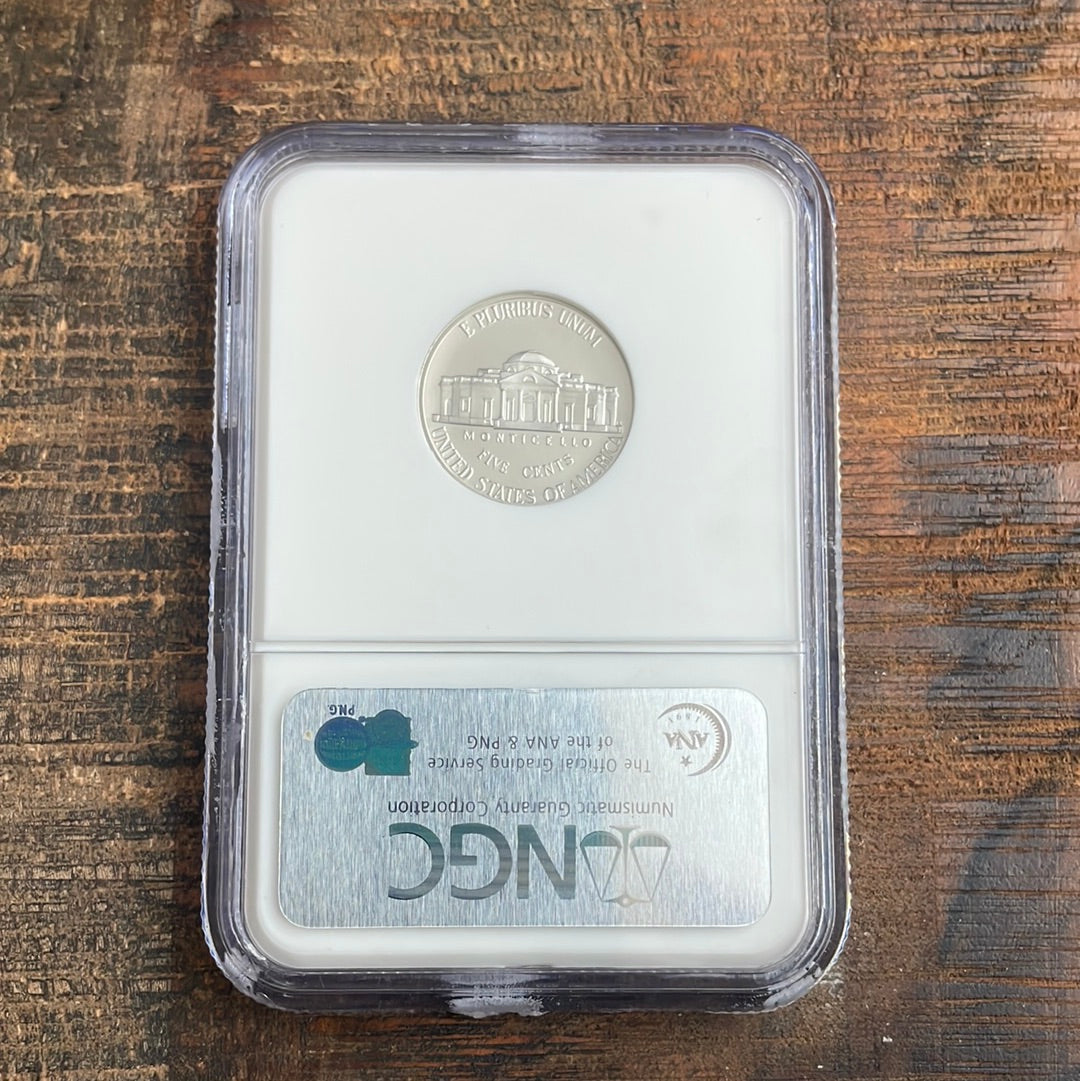 E PLURIBUS UNUM
MONTICELLO
FIVE CENTS
UNITED STATES OF AMERICA
NGC
Numismatic Guaranty Corporation
The Official Grading Service
of the ANA & PNG
ANA
1891
PNG